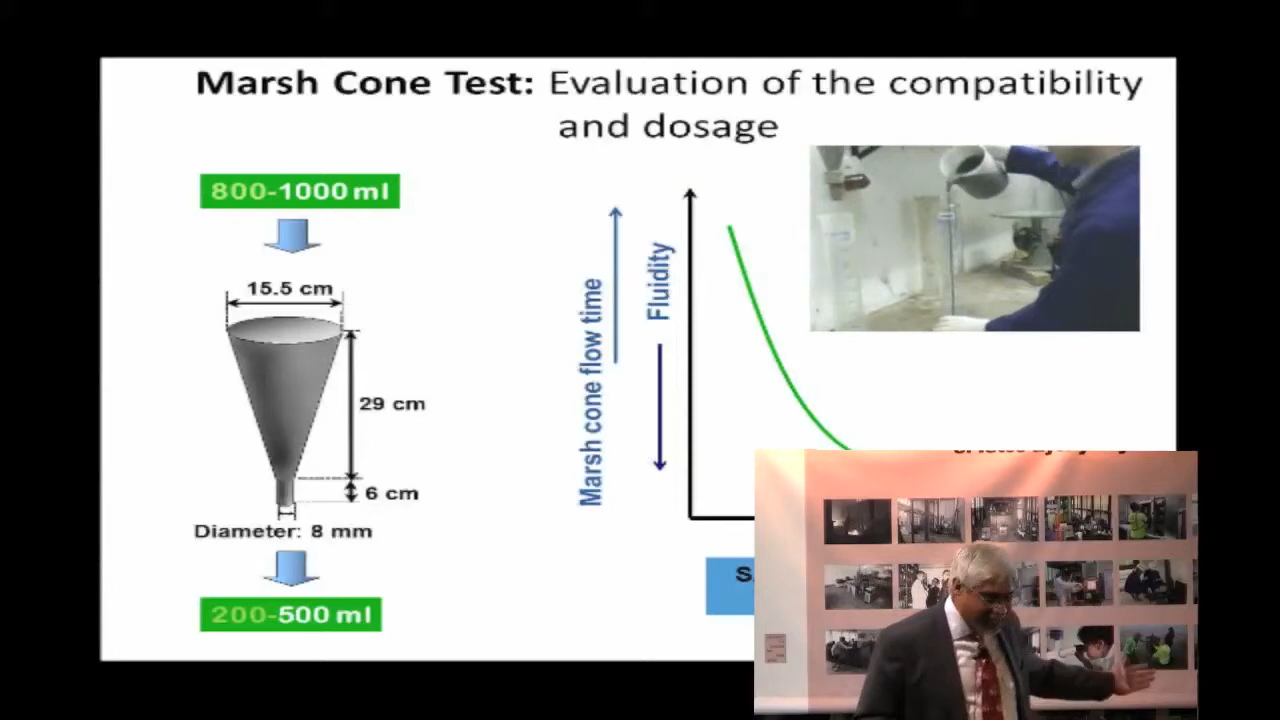 Marsh Cone Test: Evaluation of the compatibility
and dosage
800-1000 ml
15.5 cm
29 cm
6 cm
Diameter: 8 mm
200-500 ml
Marsh cone flow time
Fluidity